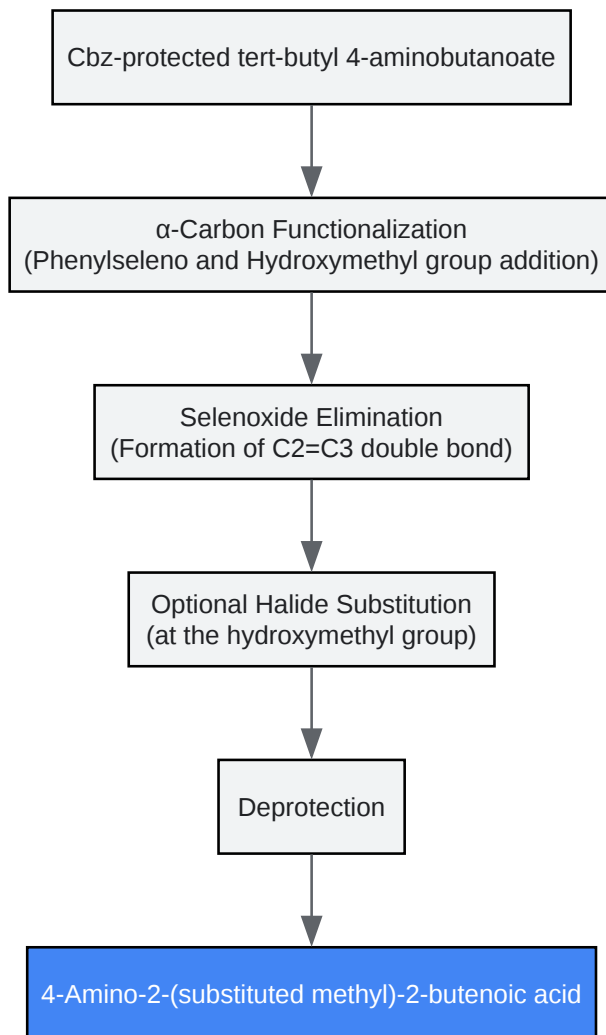 Cbz-protected tert-butyl 4-aminobutanoate
α-Carbon Functionalization
(Phenylseleno and Hydroxymethyl group addition)
Selenoxide Elimination
(Formation of C2=C3 double bond)
Optional Halide Substitution
(at the hydroxymethyl group)
Deprotection
4-Amino-2-(substituted methyl)-2-butenoic acid